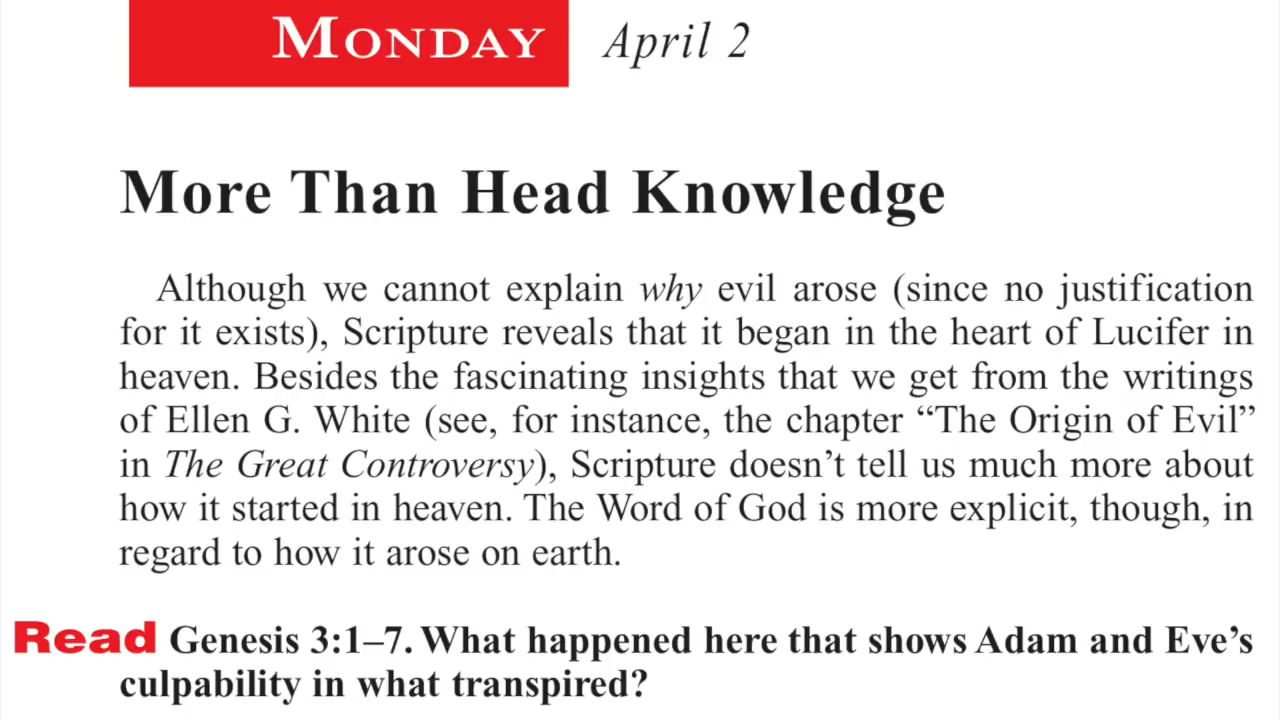 MONDAY April 2
More Than Head Knowledge
Although we cannot explain why evil arose (since no justification
for it exists), Scripture reveals that it began in the heart of Lucifer in
heaven. Besides the fascinating insights that we get from the writings
of Ellen G. White (see, for instance, the chapter “The Origin of Evil”
in The Great Controversy), Scripture doesn’t tell us much more about
how it started in heaven. The Word of God is more explicit, though, in
regard to how it arose on earth.
Read Genesis 3:1–7. What happened here that shows Adam and Eve’s
culpability in what transpired?